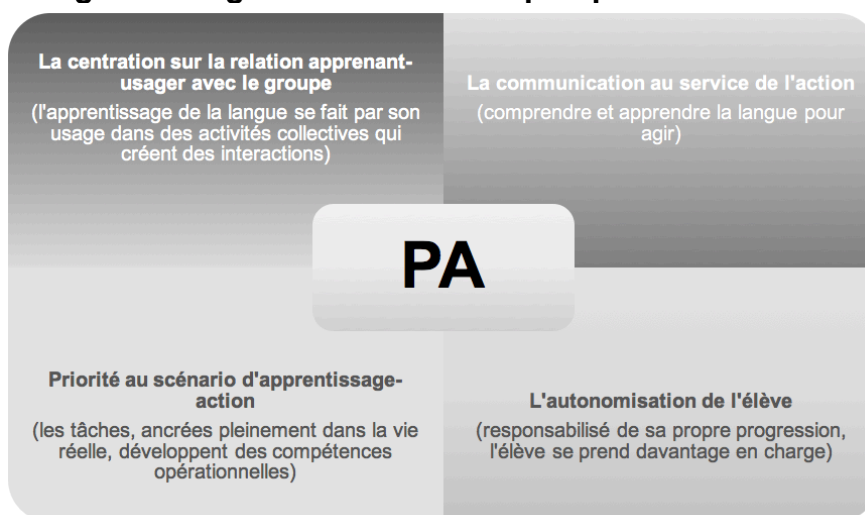 La centration sur la relation apprenant-
usager avec le groupe
(l'apprentissage de la langue se fait par son
usage dans des activités collectives qui
créent des interactions)
La communication au service de l'action
(comprendre et apprendre la langue pour
agir)
PA
Priorité au scénario d'apprentissage-
action
(les tâches, ancrées pleinement dans la vie
réelle, développent des compétences
opérationnelles)
L'autonomisation de l'élève
(responsabilisé de sa propre progression,
l'élève se prend davantage en charge)